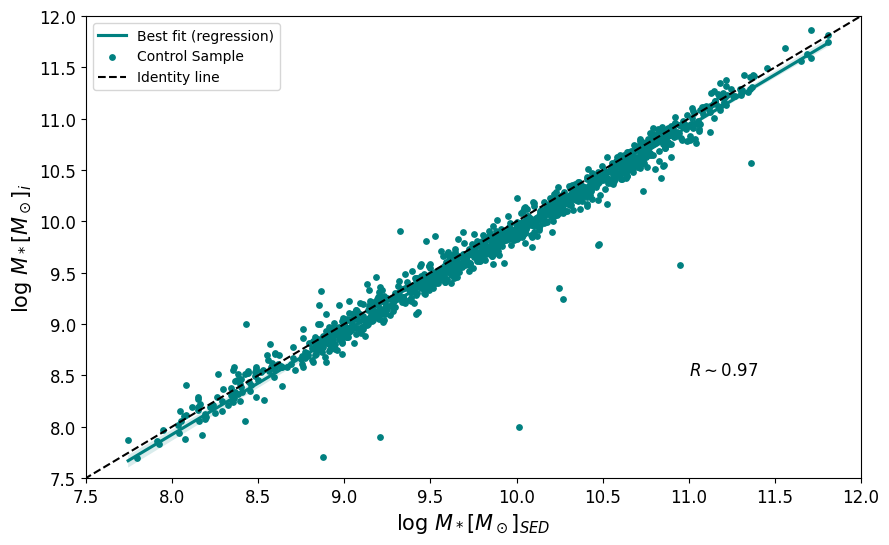 Best fit (regression)
Control Sample
Identity line
12.0
11.5
11.0
10.5
10.0
9.5
9.0
8.5
8.0
7.5
log M*[M⊙]i
R ~ 0.97
7.5 8.0 8.5 9.0 9.5 10.0 10.5 11.0 11.5 12.0
log M*[M⊙]SED